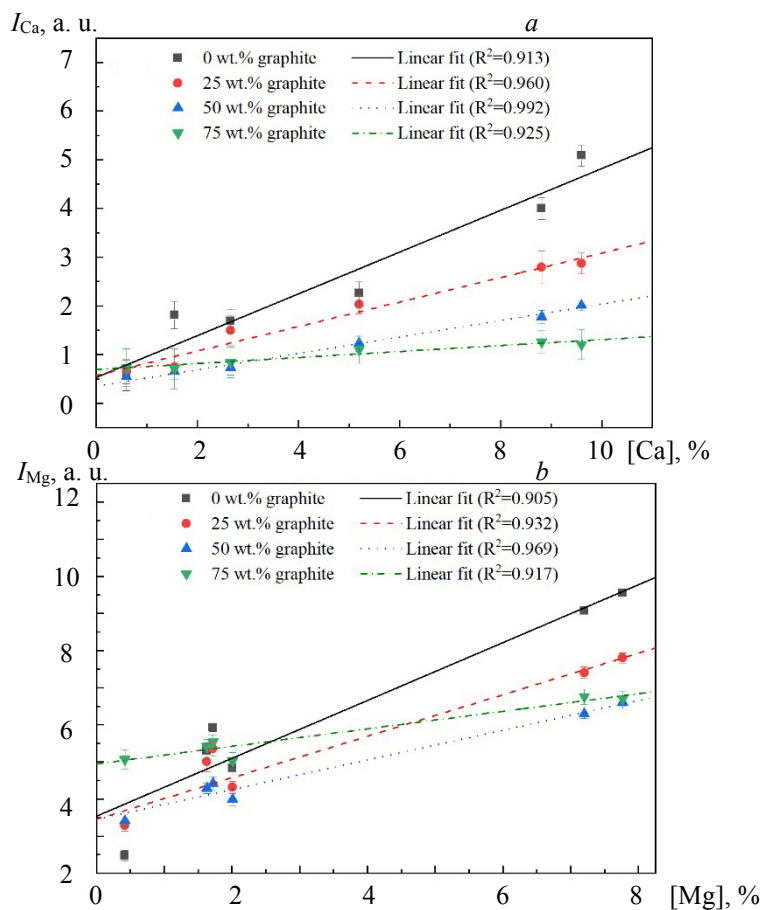 I_Ca, a. u. a
7
0 wt.% graphite Linear fit (R²=0.913)
25 wt.% graphite Linear fit (R²=0.960)
6
50 wt.% graphite Linear fit (R²=0.992)
75 wt.% graphite Linear fit (R²=0.925)
5
4
3
2
1
0
0 2 4 6 8 10 [Ca], %
I_Mg, a. u. b
12
0 wt.% graphite Linear fit (R²=0.905)
25 wt.% graphite Linear fit (R²=0.932)
50 wt.% graphite Linear fit (R²=0.969)
10
75 wt.% graphite Linear fit (R²=0.917)
8
6
4
2
0 2 4 6 8 [Mg], %